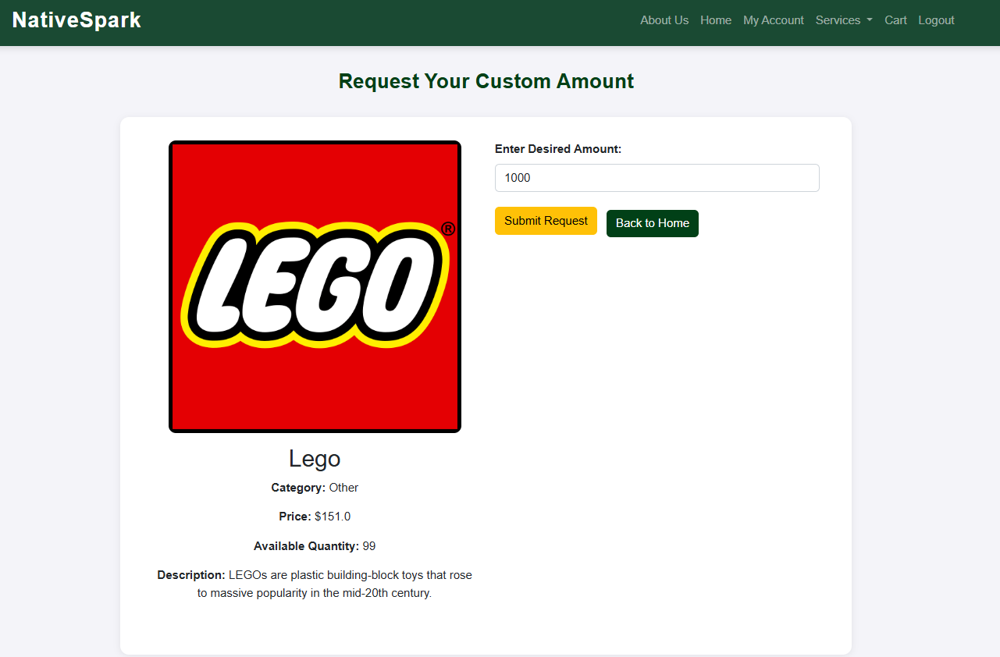 NativeSpark
About Us Home My Account Services Cart Logout
Request Your Custom Amount
LEGO ®
Lego
Category: Other
Price: $151.0
Available Quantity: 99
Description: LEGOs are plastic building-block toys that rose
to massive popularity in the mid-20th century.
Enter Desired Amount:
1000
Submit Request Back to Home